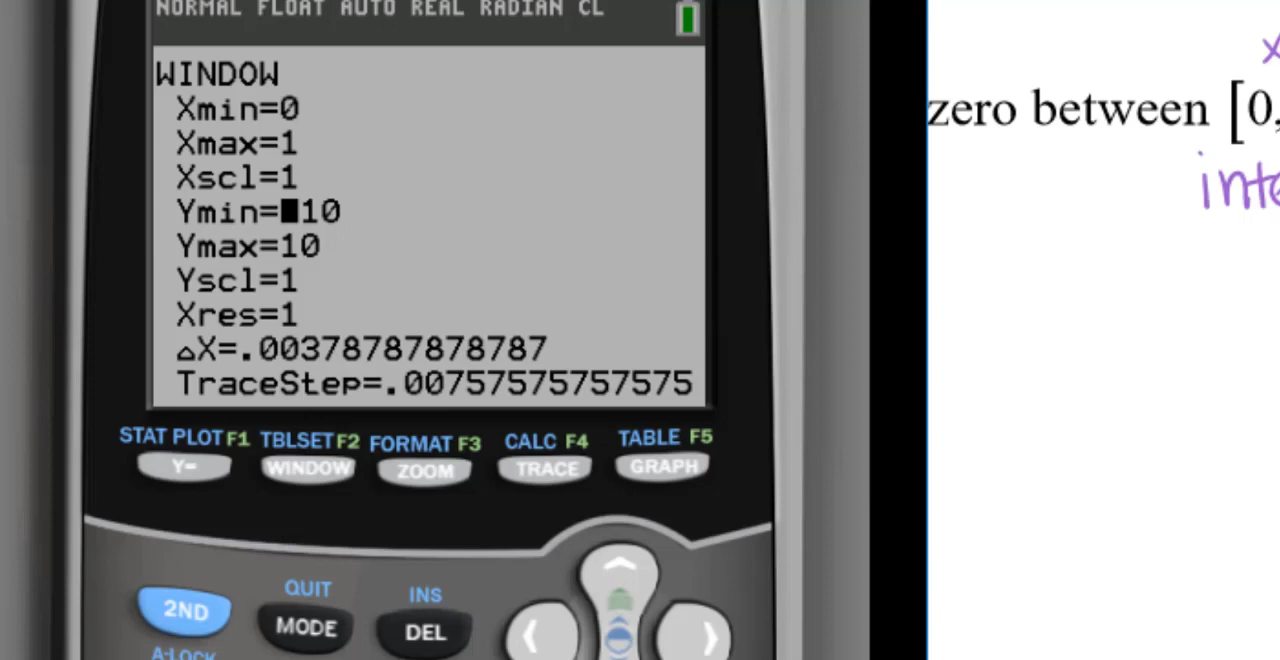 NORMAL FLOAT AUTO REAL RADIAN CL
WINDOW
Xmin=0
Xmax=1
Xscl=1
Ymin=█10
Ymax=10
Yscl=1
Xres=1
△X=.00378787878787
TraceStep=.00757575757575
STAT PLOT F1 TBLSET F2 FORMAT F3 CALC F4 TABLE F5
Y= WINDOW ZOOM TRACE GRAPH
QUIT INS
2ND MODE DEL
A-LOCK
x
zero between [0,
inte